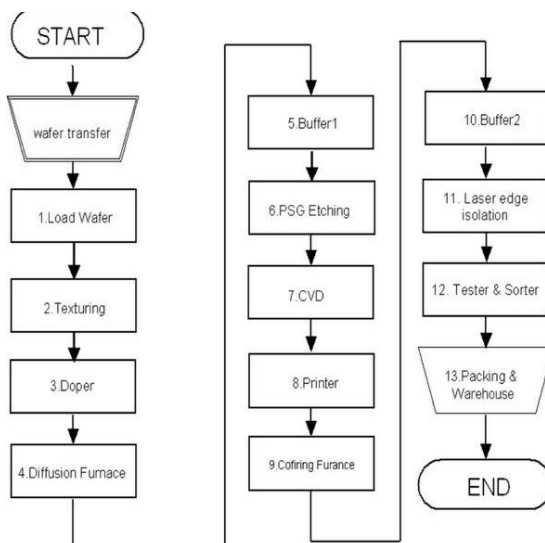 START
wafer transfer
1.Load Wafer
2.Texturing
3.Doper
4.Diffusion Furnace
5.Buffer1
6.PSG Etching
7.CVD
8.Printer
9.Cofiring Furance
10.Buffer2
11. Laser edge
isolation
12. Tester & Sorter
13.Packing &
Warehouse
END